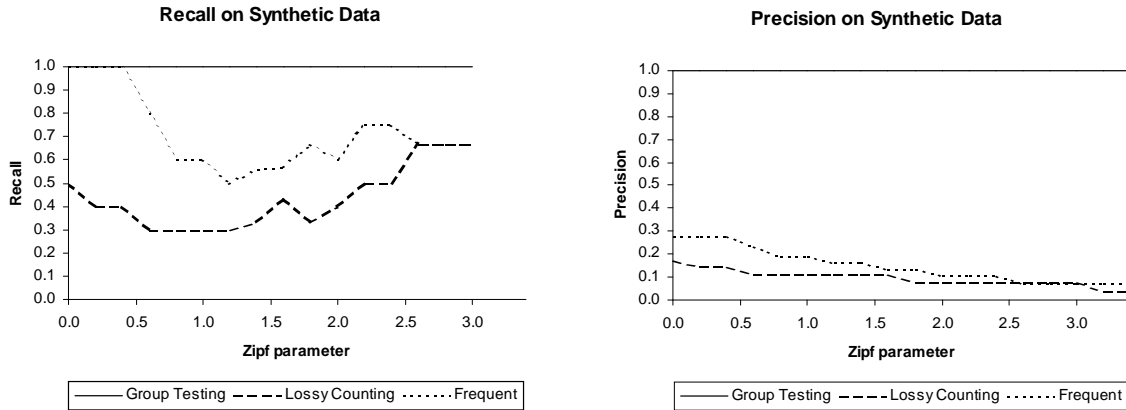 Recall on Synthetic Data
1.0
0.9
0.8
0.7
0.6
0.5
0.4
0.3
0.2
0.1
0.0
Recall
0.0 0.5 1.0 1.5 2.0 2.5 3.0
Zipf parameter
Group Testing Lossy Counting Frequent
Precision on Synthetic Data
1.0
0.9
0.8
0.7
0.6
0.5
0.4
0.3
0.2
0.1
0.0
Precision
0.0 0.5 1.0 1.5 2.0 2.5 3.0
Zipf parameter
Group Testing Lossy Counting Frequent